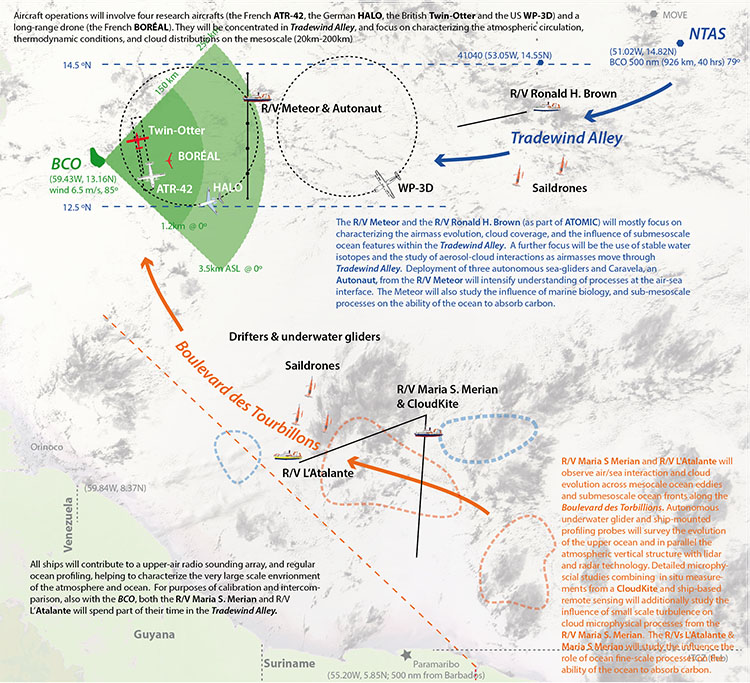 Aircraft operations will involve four research aircrafts (the French ATR-42, the German HALO, the British Twin-Otter and the US WP-3D) and a
long-range drone (the French BORÉAL). They will be concentrated in Tradewind Alley, and focus on characterizing the atmospheric circulation,
thermodynamic conditions, and cloud distributions on the mesoscale (20km-200km)
MOVE
NTAS
(51.02W, 14.82N)
BCO 500 nm (926 km, 40 hrs) 79º
41040 (53.05W, 14.55N)
14.5 ºN
250 km
150 km
R/V Meteor & Autonaut
R/V Ronald H. Brown
Tradewind Alley
Twin-Otter
BORÉAL
BCO
(59.43W, 13.16N)
wind 6.5 m/s, 85º
ATR-42
HALO
WP-3D
Saildrones
12.5 ºN
1.2km @ 0º
3.5km ASL @ 0º
The R/V Meteor and the R/V Ronald H. Brown (as part of ATOMIC) will mostly focus on
characterizing the airmass evolution, cloud coverage, and the influence of submesoscale
ocean features within the Tradewind Alley. A further focus will be the use of stable water
isotopes and the study of aerosol-cloud interactions as airmasses move through
Tradewind Alley. Deployment of three autonomous sea-gliders and Caravela, an
Autonaut, from the R/V Meteor will intensify understanding of processes at the air-sea
interface. The Meteor will also study the influence of marine biology, and sub-mesoscale
processes on the ability of the ocean to absorb carbon.
Drifters & underwater gliders
Saildrones
Boulevard des Tourbillons
R/V Maria S. Merian
& CloudKite
R/V L'Atalante
Orinoco
(59.84W, 8.37N)
Venezuela
R/V Maria S Merian and R/V L'Atalante will
observe air/sea interaction and cloud
evolution across mesocale ocean eddies
and submesoscale ocean fronts along the
Boulevard des Torbillions. Autonomous
underwater glider and ship-mounted
profiling probes will survey the evolution
of the upper ocean and in parallel the
atmospheric vertical structure with lidar
and radar technology. Detailed microphy-
scial studies combining in situ measure-
ments from a CloudKite and ship-based
remote sensing will additionally study the
influence of small scale turbulence on
cloud microphysical processes from the
R/V Maria S. Merian. The R/Vs L'Atalante &
Maria S Merian will study the influence the
role of ocean fine-scale processes on the
ability of the ocean to absorb carbon.
ITCZ (Feb)
All ships will contribute to a upper-air radio sounding array, and regular
ocean profiling, helping to characterize the very large scale envrionment
of the atmosphere and ocean. For purposes of calibration and intercom-
parison, also with the BCO, both the R/V Maria S. Merian and R/V
L'Atalante will spend part of their time in the Tradewind Alley.
Guyana
Suriname
Paramaribo
(55.20W, 5.85N; 500 nm from Barbados)